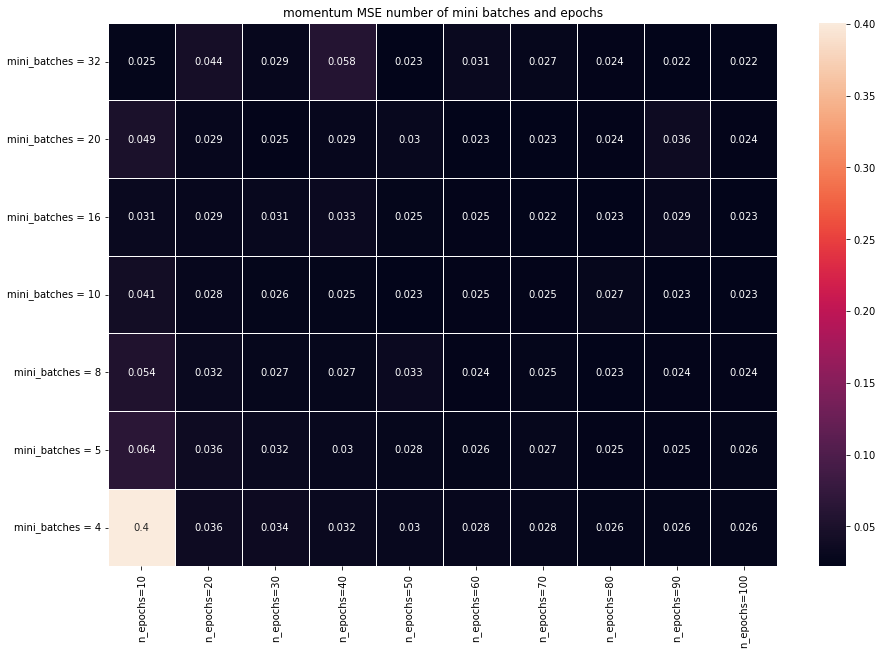 momentum MSE number of mini batches and epochs
mini_batches = 32 0.025 0.044 0.029 0.058 0.023 0.031 0.027 0.024 0.022 0.022
mini_batches = 20 0.049 0.029 0.025 0.029 0.03 0.023 0.023 0.024 0.036 0.024
mini_batches = 16 0.031 0.029 0.031 0.033 0.025 0.025 0.022 0.023 0.029 0.023
mini_batches = 10 0.041 0.028 0.026 0.025 0.023 0.025 0.025 0.027 0.023 0.023
mini_batches = 8 0.054 0.032 0.027 0.027 0.033 0.024 0.025 0.023 0.024 0.024
mini_batches = 5 0.064 0.036 0.032 0.03 0.028 0.026 0.027 0.025 0.025 0.026
mini_batches = 4 0.4 0.036 0.034 0.032 0.03 0.028 0.028 0.026 0.026 0.026
n_epochs=10
n_epochs=20
n_epochs=30
n_epochs=40
n_epochs=50
n_epochs=60
n_epochs=70
n_epochs=80
n_epochs=90
n_epochs=100
0.40
0.35
0.30
0.25
0.20
0.15
0.10
0.05